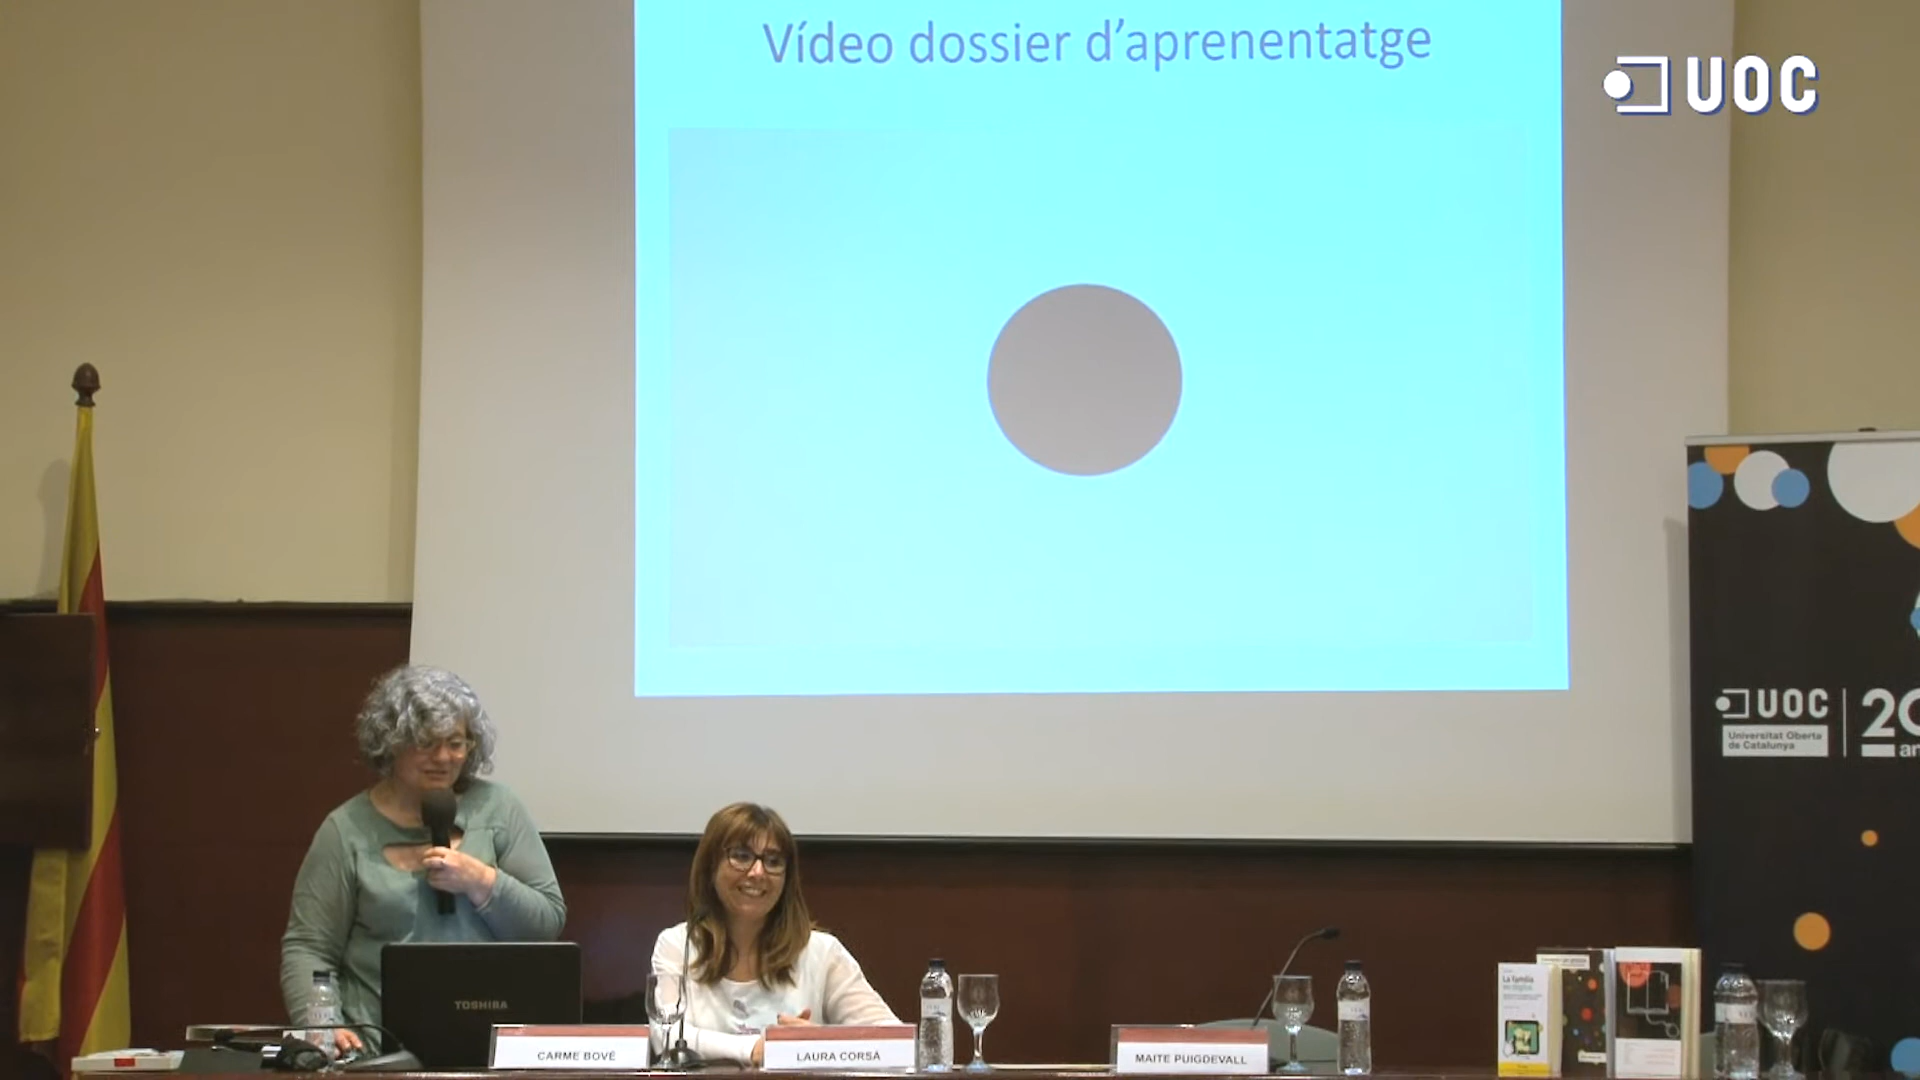 Vídeo dossier d'aprenentatge
UOC
UOC
Universitat Oberta
de Catalunya
20
TOSHIBA
CARME BOVÉ
LAURA CORSÀ
MAITE PUIGDEVALL
La família